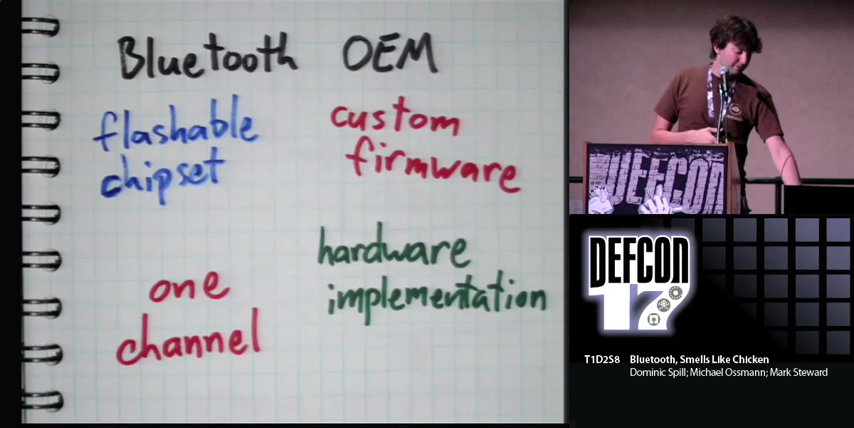 Bluetooth OEM
flashable
chipset
custom
firmware
one
channel
hardware
implementation
DEFCON
DEFCON
17
T1D2S8 Bluetooth, Smells Like Chicken
Dominic Spill; Michael Ossmann; Mark Steward